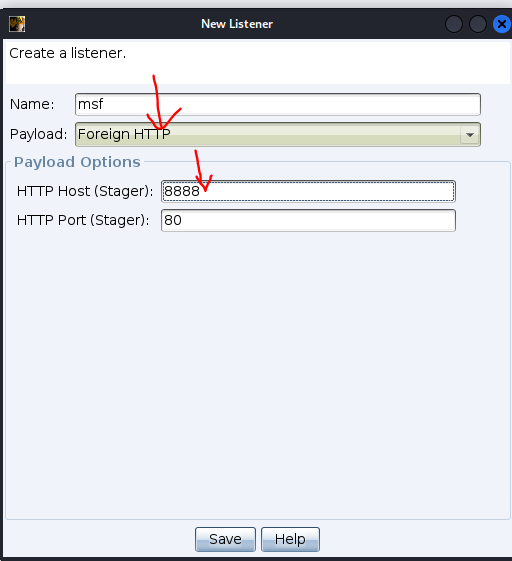 New Listener
Create a listener.
Name: msf
Payload: Foreign HTTP
Payload Options
HTTP Host (Stager): 8888
HTTP Port (Stager): 80
Save Help